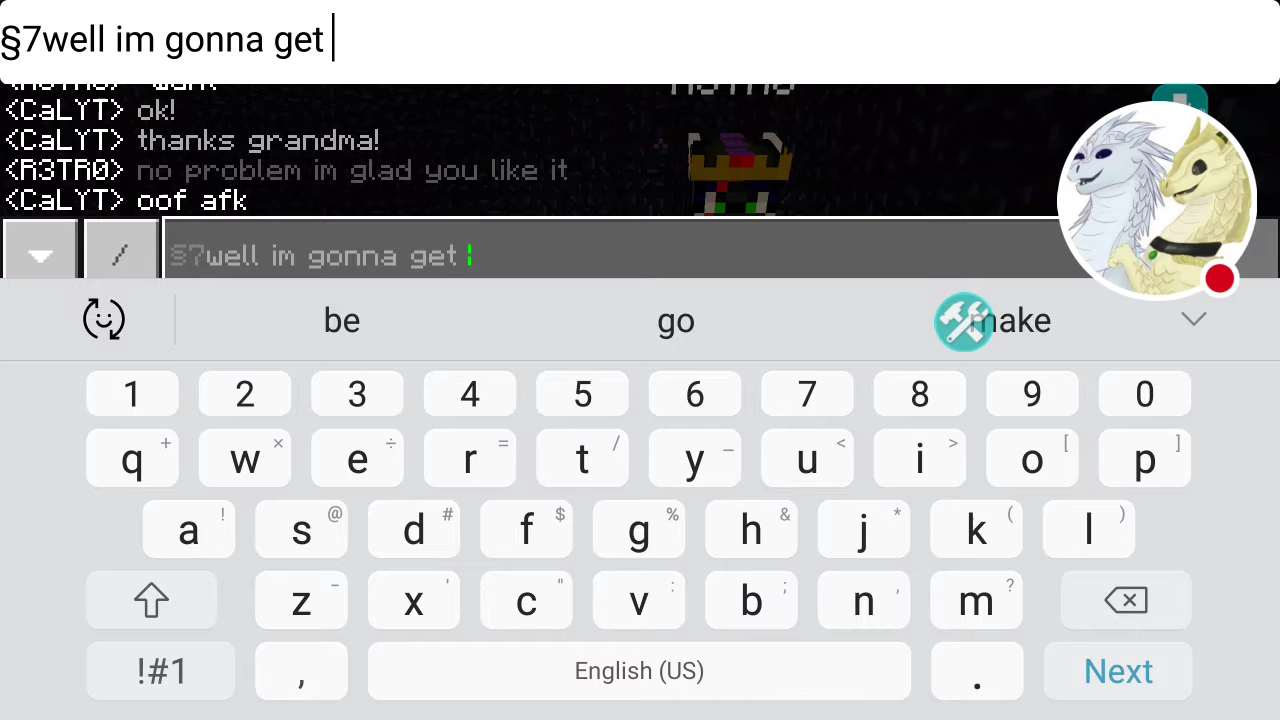 §7well im gonna get
<CaLYT> ok!
<CaLYT> thanks grandma!
<R3TR0> no problem im glad you like it
<CaLYT> oof afk
/ §7well im gonna get
be go make
1 2 3 4 5 6 7 8 9 0
q + w × e ÷ r = t / y _ u < i > o [ p ]
a ! s @ d # f $ g % h & j * k ( l )
z - x ' c " v : b ; n , m ?
!#1 , English (US) . Next